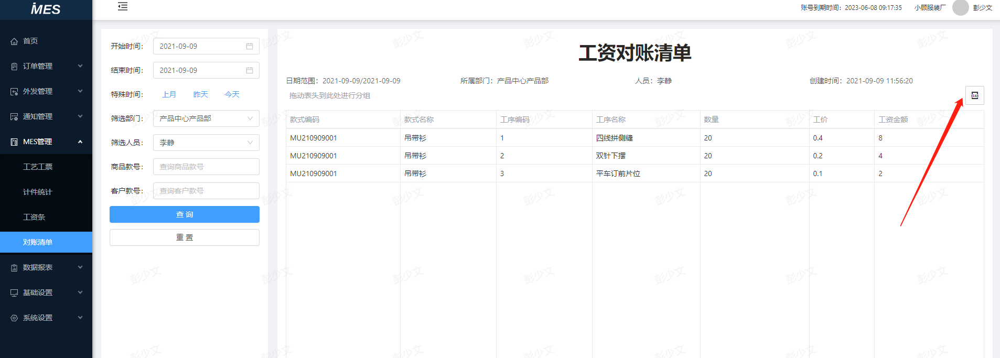 iMES
账号到期时间：2023-06-08 09:17:35 小顾服装厂 彭少文
首页
订单管理
外发管理
通知管理
MES管理
工艺工票
计件统计
工资条
对账清单
数据报表
基础设置
系统设置
开始时间： 2021-09-09
结束时间： 2021-09-09
特殊时间： 上月 昨天 今天
筛选部门： 产品中心产品部
筛选人员： 李静
商品款号： 查询商品款号
客户款号： 查询客户款号
查 询
重 置
工资对账清单
日期范围：2021-09-09/2021-09-09 所属部门：产品中心产品部 人员：李静 创建时间：2021-09-09 11:56:20
拖动表头到此处进行分组
xlsx
款式编码 款式名称 工序编码 工序名称 数量 工价 工资金额
MU210909001 吊带衫 1 四线拼侧缝 20 0.4 8
MU210909001 吊带衫 2 双针下摆 20 0.2 4
MU210909001 吊带衫 3 平车订前片位 20 0.1 2
彭少文